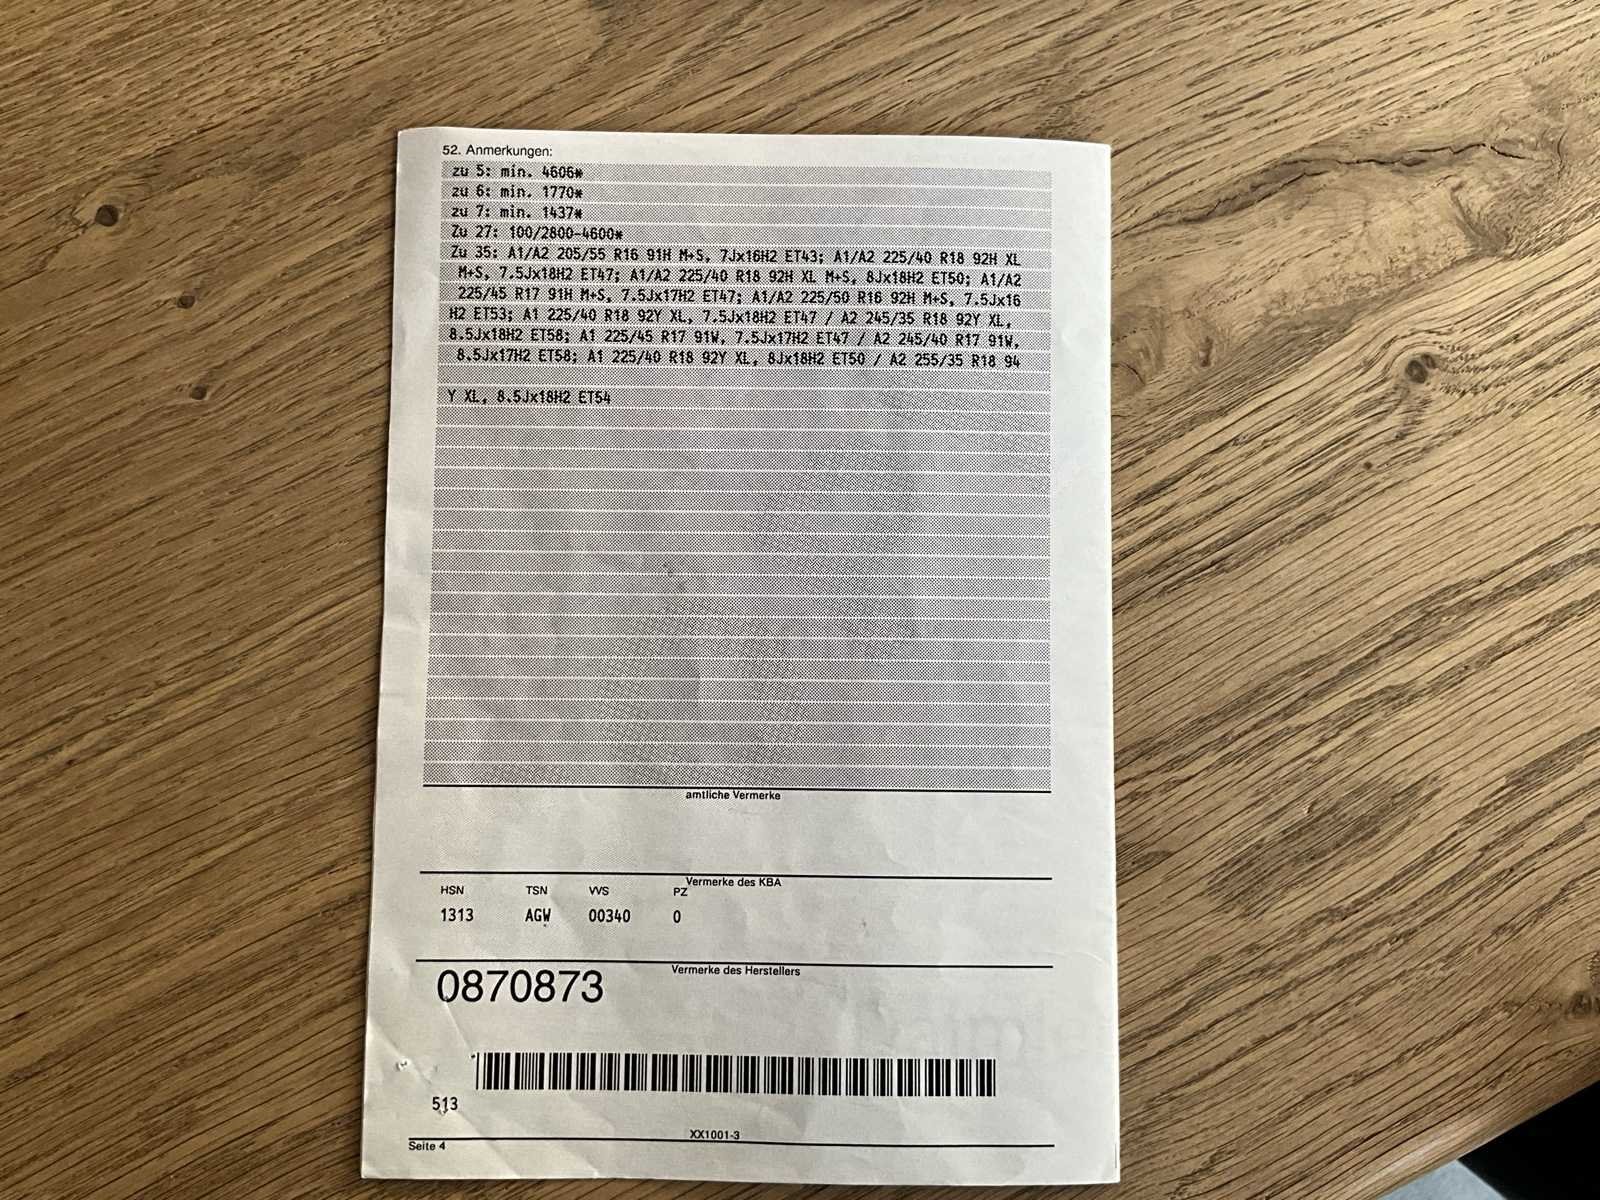 52. Anmerkungen:
zu 5: min. 4606*
zu 6: min. 1770*
zu 7: min. 1437*
Zu 27: 100/2800-4600*
Zu 35: A1/A2 205/55 R16 91H M+S, 7Jx16H2 ET43; A1/A2 225/40 R18 92H XL
M+S, 7.5Jx18H2 ET47; A1/A2 225/40 R18 92H XL M+S, 8Jx18H2 ET50; A1/A2
225/45 R17 91H M+S, 7.5Jx17H2 ET47; A1/A2 225/50 R16 92H M+S, 7.5Jx16
H2 ET53; A1 225/40 R18 92Y XL, 7.5Jx18H2 ET47 / A2 245/35 R18 92Y XL,
8.5Jx18H2 ET58; A1 225/45 R17 91W, 7.5Jx17H2 ET47 / A2 245/40 R17 91W,
8.5Jx17H2 ET58; A1 225/40 R18 92Y XL, 8Jx18H2 ET50 / A2 255/35 R18 94
Y XL, 8.5Jx18H2 ET54
amtliche Vermerke
Vermerke des KBA
HSN TSN VVS PZ
1313 AGW 00340 0
Vermerke des Herstellers
0870873
513
XX1001-3
Seite 4